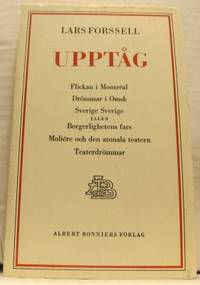 LARS FORSSELL
UPPTÅG
Flickan i Montréal
Drömmar i Omsk
Sverige Sverige
ELLER
Borgerlighetens fars
Molière och den atonala teatern
Teaterdrömmar
ALBERT BONNIERS FÖRLAG